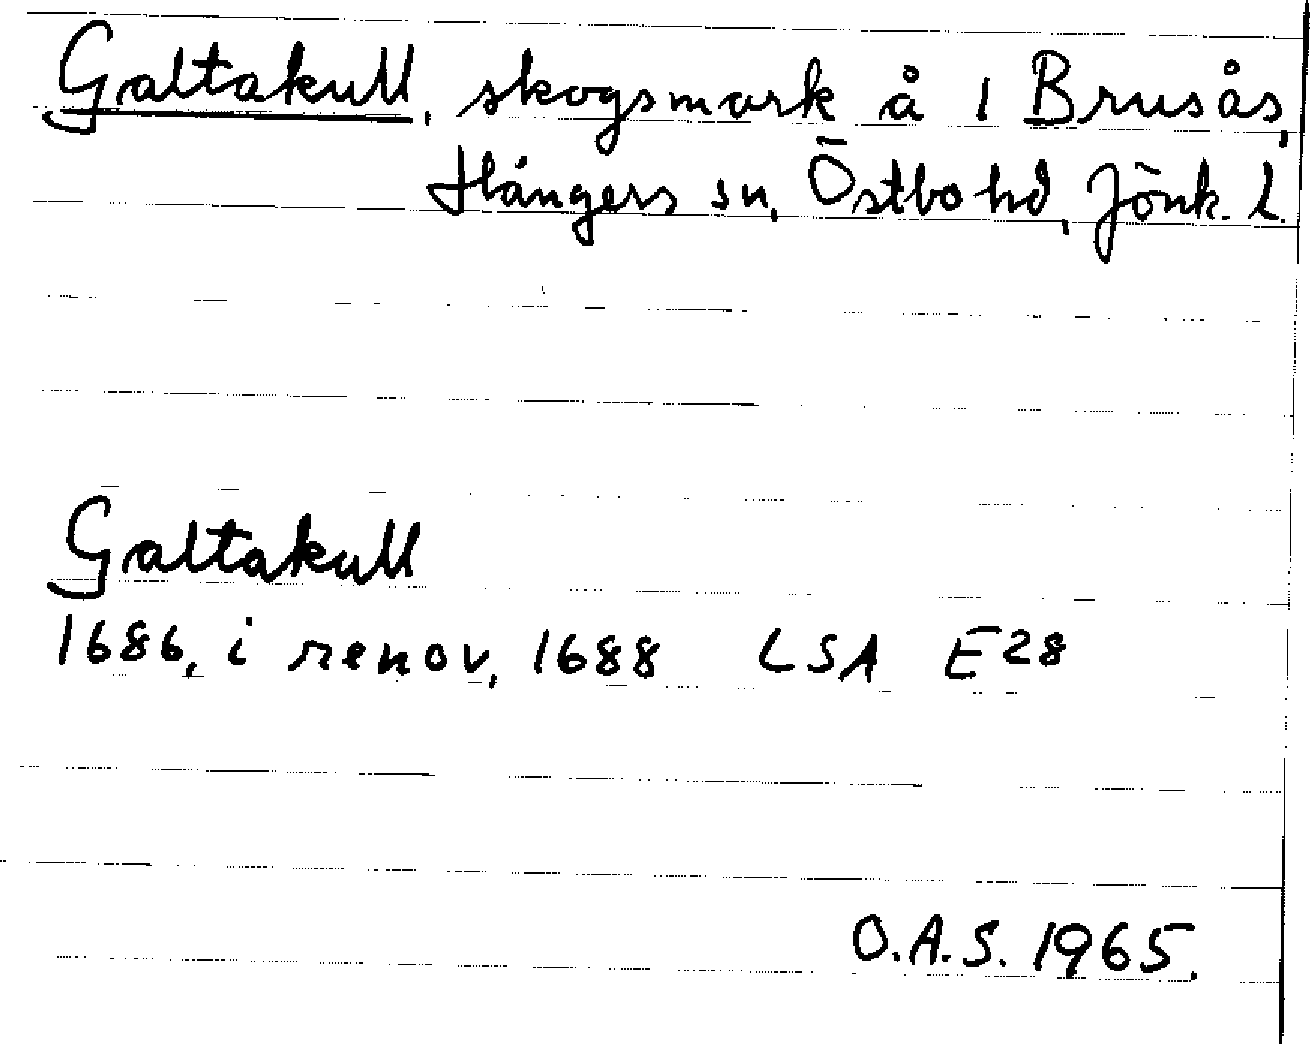 Galtakull, skogsmark å 1 Brusås,
Hångers sn, Östbo hd, Jönk. L.
Galtakull
1686, i renov, 1688 LSA E28
O.A.S. 1965.